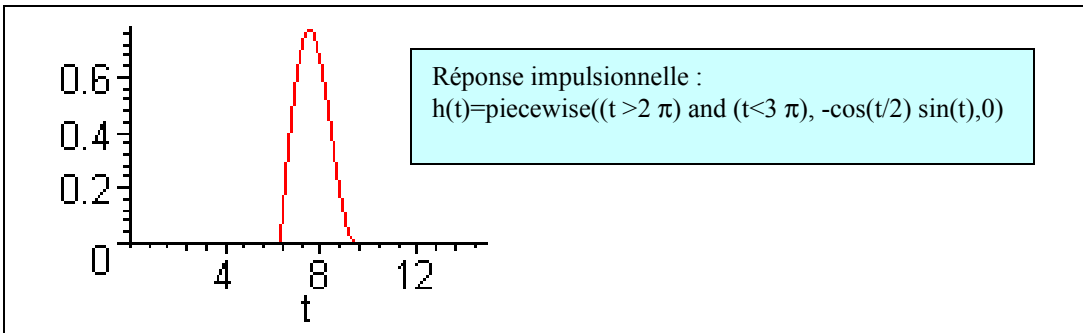 Réponse impulsionnelle :
h(t)=piecewise((t >2 π) and (t<3 π), -cos(t/2) sin(t),0)
0.6
0.4
0.2
0
4
8
12
t